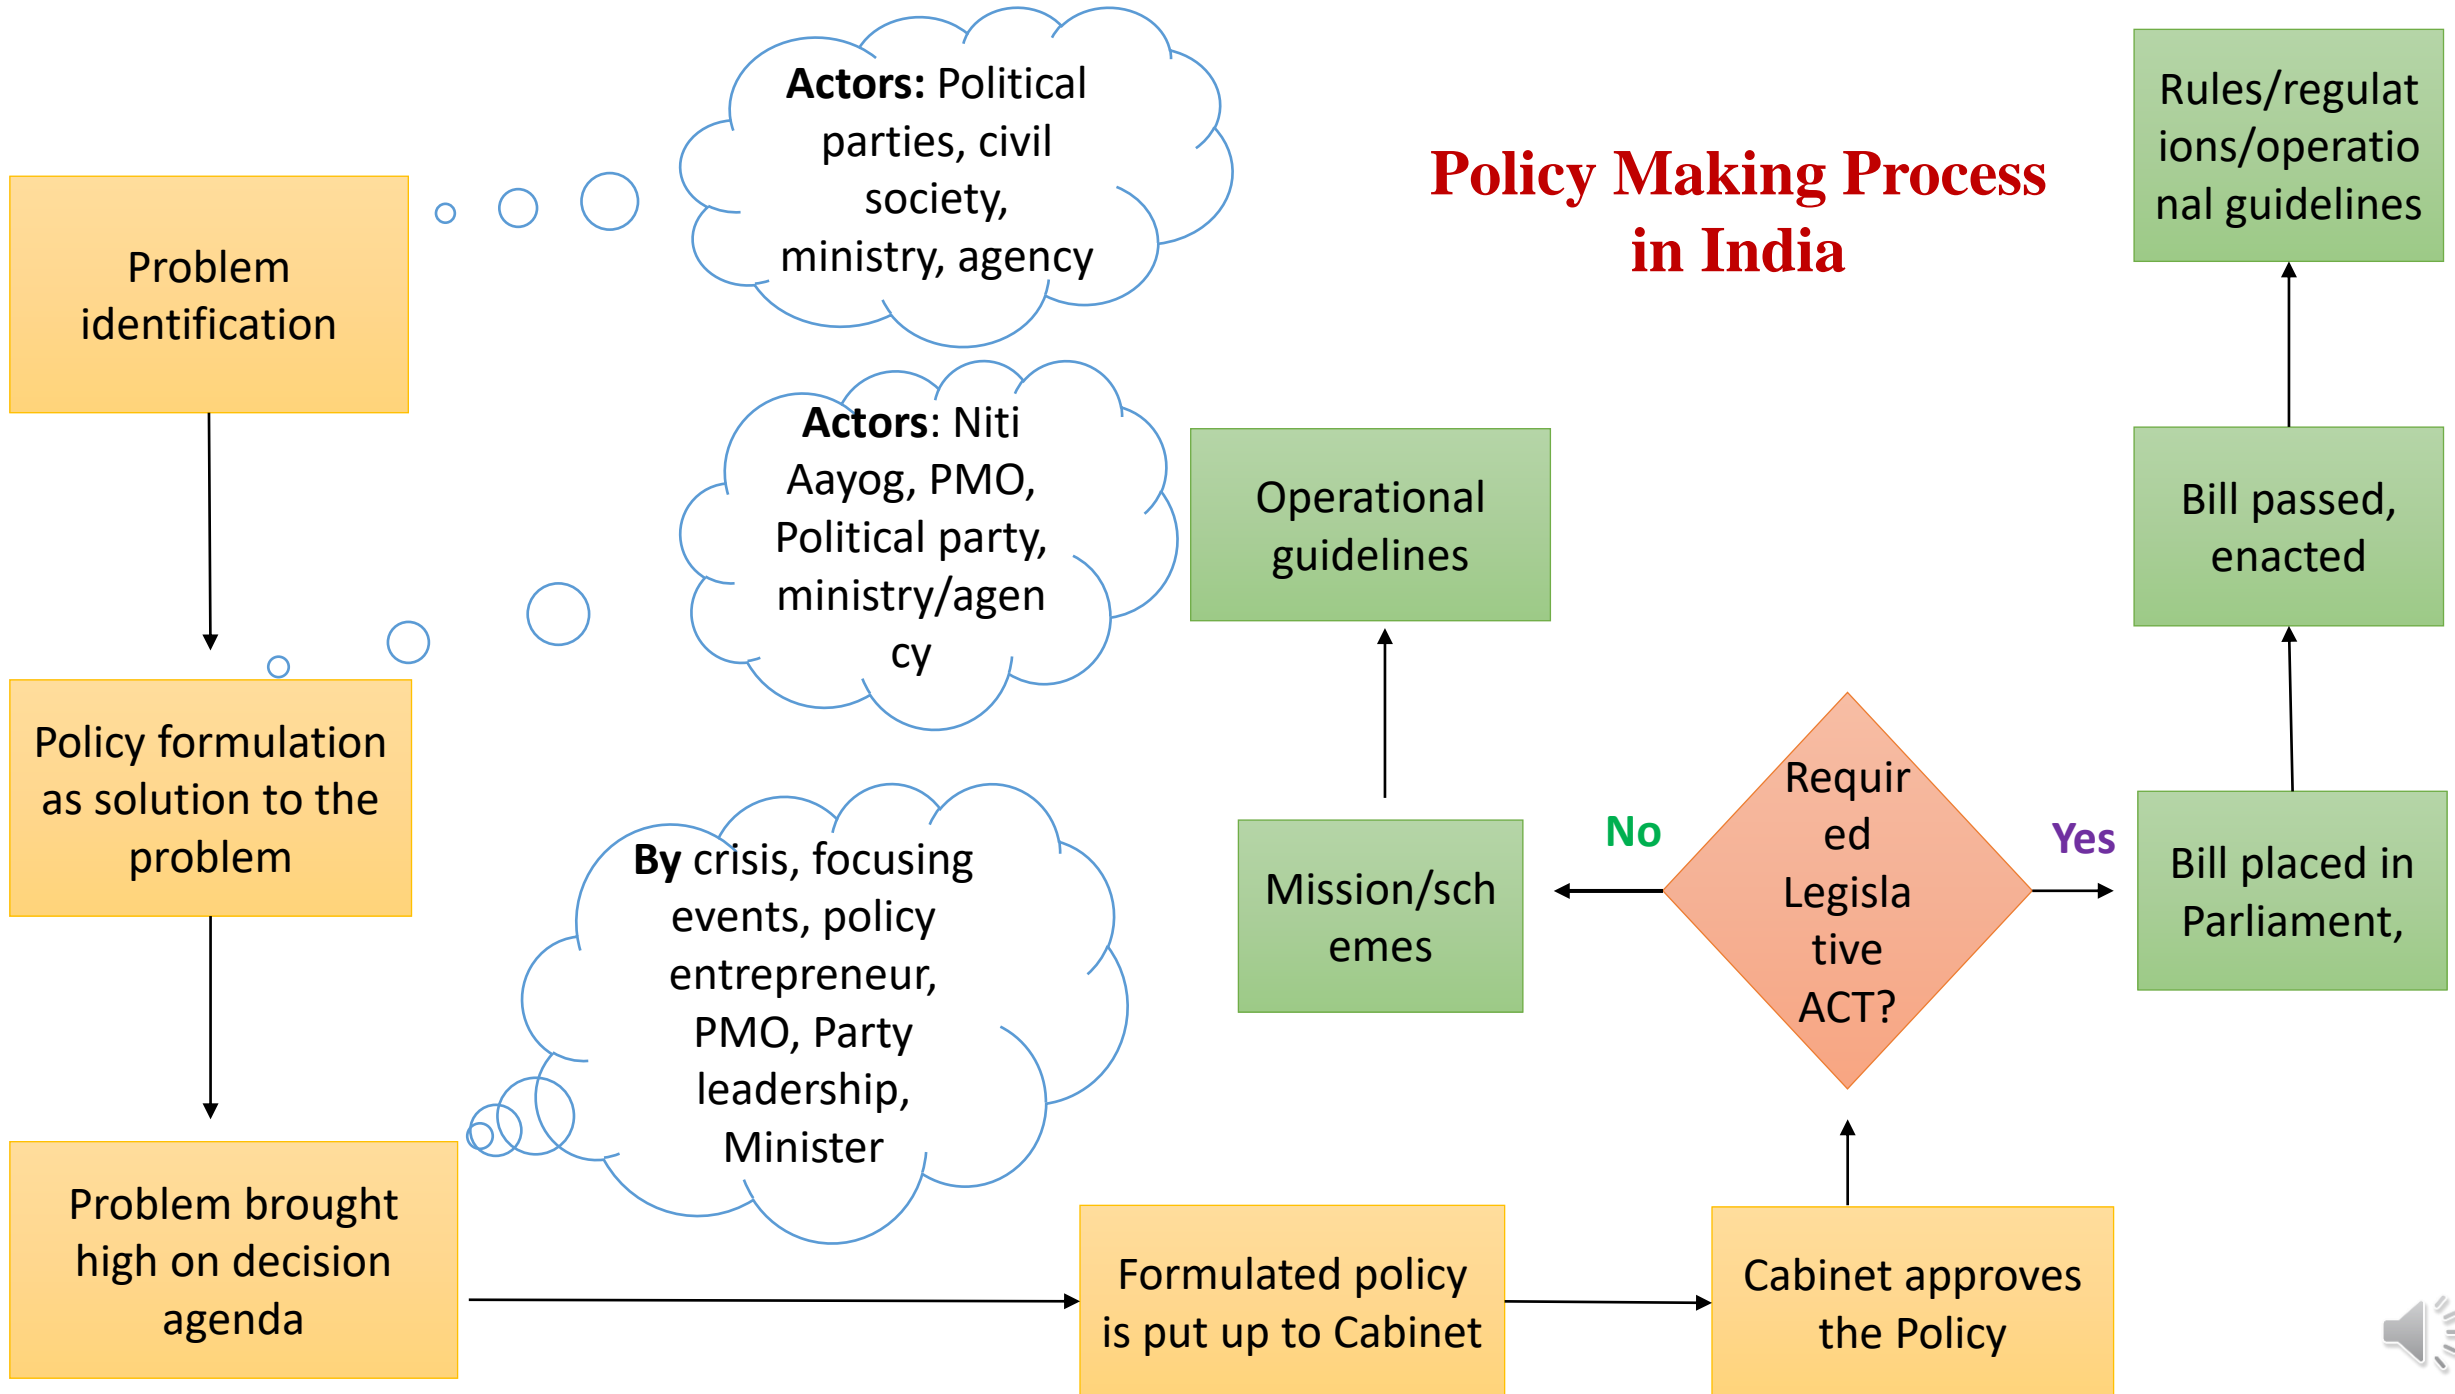 Policy Making Process
in India
Problem
identification
Actors: Political
parties, civil
society,
ministry, agency
Policy formulation
as solution to the
problem
Actors: Niti
Aayog, PMO,
Political party,
ministry/agen
cy
Problem brought
high on decision
agenda
By crisis, focusing
events, policy
entrepreneur,
PMO, Party
leadership,
Minister
Formulated policy
is put up to Cabinet
Cabinet approves
the Policy
Requir
ed
Legisla
tive
ACT?
No
Mission/sch
emes
Operational
guidelines
Yes
Bill placed in
Parliament,
Bill passed,
enacted
Rules/regulat
ions/operatio
nal guidelines